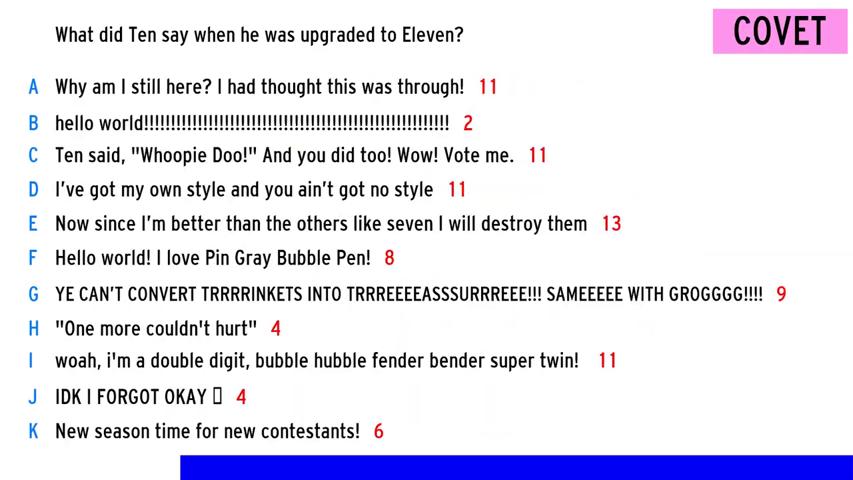 What did Ten say when he was upgraded to Eleven?
COVET
A Why am I still here? I had thought this was through! 11
B hello world!!!!!!!!!!!!!!!!!!!!!!!!!!!!!!!!!!!!!!!!!!!!!!!!!!!!!!!!! 2
C Ten said, "Whoopie Doo!" And you did too! Wow! Vote me. 11
D I’ve got my own style and you ain’t got no style 11
E Now since I’m better than the others like seven I will destroy them 13
F Hello world! I love Pin Gray Bubble Pen! 8
G YE CAN’T CONVERT TRRRRINKETS INTO TRRREEEEASSSURRREEE!!! SAMEEEEE WITH GROGGGG!!!! 9
H "One more couldn't hurt" 4
I woah, i'm a double digit, bubble hubble fender bender super twin! 11
J IDK I FORGOT OKAY ▯ 4
K New season time for new contestants! 6